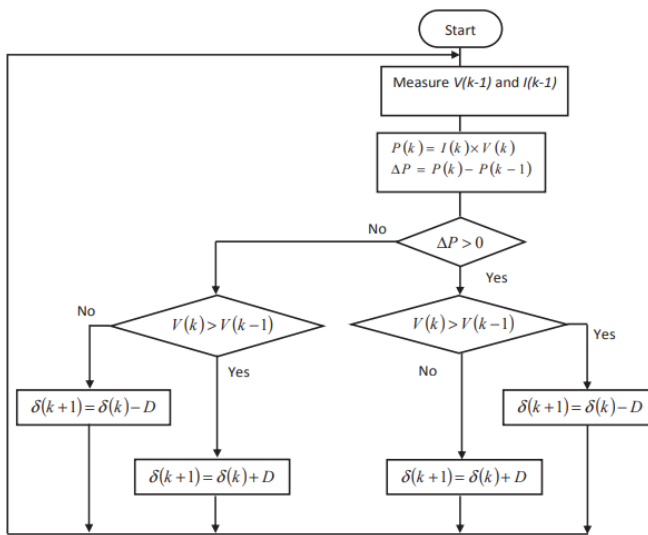 Start
Measure V(k-1) and I(k-1)
P(k) = I(k)×V(k)
ΔP = P(k) − P(k−1)
No
ΔP > 0
Yes
No
V(k) > V(k−1)
V(k) > V(k−1)
Yes
Yes
No
δ(k+1) = δ(k) − D
δ(k+1) = δ(k) − D
δ(k+1) = δ(k) + D
δ(k+1) = δ(k) + D